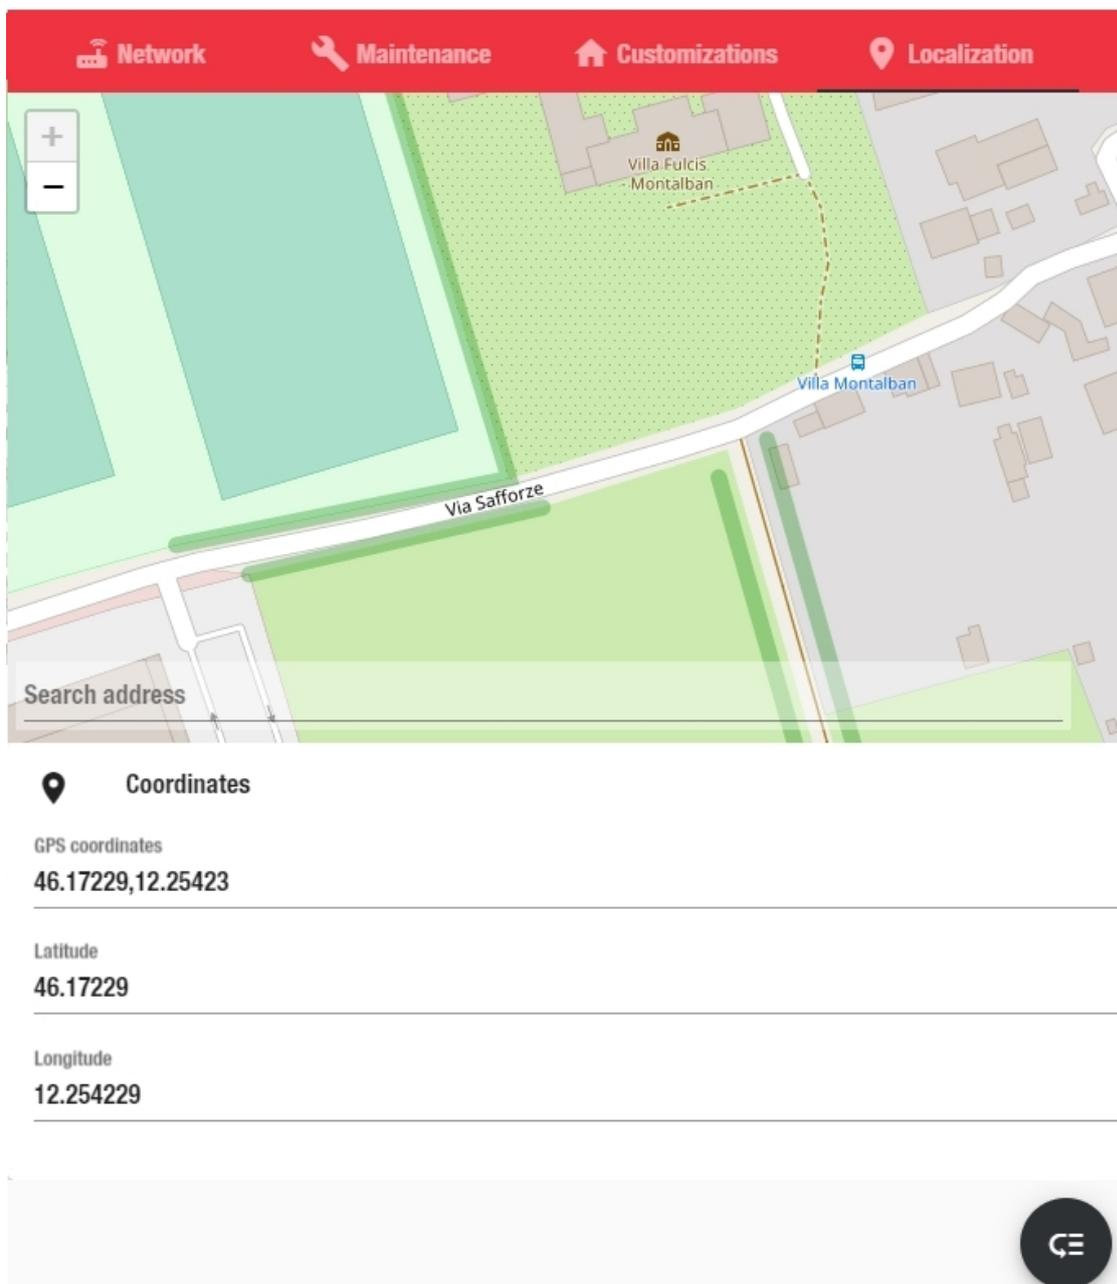 Network Maintenance Customizations Localization
+
−
Villa Fulcis
Montalban
Villa Montalban
Via Safforze
Search address
Coordinates
GPS coordinates
46.17229,12.25423
Latitude
46.17229
Longitude
12.254229